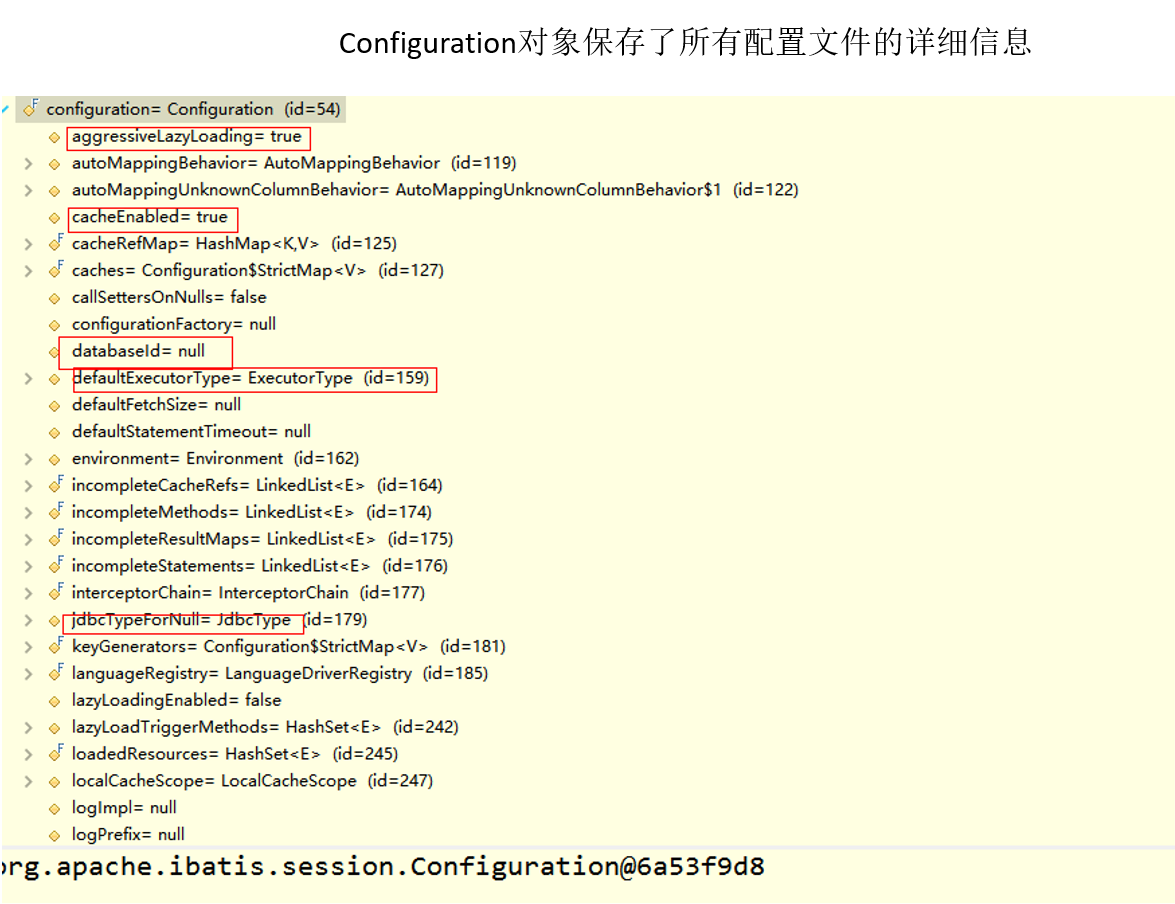 Configuration对象保存了所有配置文件的详细信息
configuration= Configuration (id=54)
aggressiveLazyLoading= true
autoMappingBehavior= AutoMappingBehavior (id=119)
autoMappingUnknownColumnBehavior= AutoMappingUnknownColumnBehavior$1 (id=122)
cacheEnabled= true
cacheRefMap= HashMap<K,V> (id=125)
caches= Configuration$StrictMap<V> (id=127)
callSettersOnNulls= false
configurationFactory= null
databaseId= null
defaultExecutorType= ExecutorType (id=159)
defaultFetchSize= null
defaultStatementTimeout= null
environment= Environment (id=162)
incompleteCacheRefs= LinkedList<E> (id=164)
incompleteMethods= LinkedList<E> (id=174)
incompleteResultMaps= LinkedList<E> (id=175)
incompleteStatements= LinkedList<E> (id=176)
interceptorChain= InterceptorChain (id=177)
jdbcTypeForNull= JdbcType (id=179)
keyGenerators= Configuration$StrictMap<V> (id=181)
languageRegistry= LanguageDriverRegistry (id=185)
lazyLoadingEnabled= false
lazyLoadTriggerMethods= HashSet<E> (id=242)
loadedResources= HashSet<E> (id=245)
localCacheScope= LocalCacheScope (id=247)
logImpl= null
logPrefix= null
org.apache.ibatis.session.Configuration@6a53f9d8